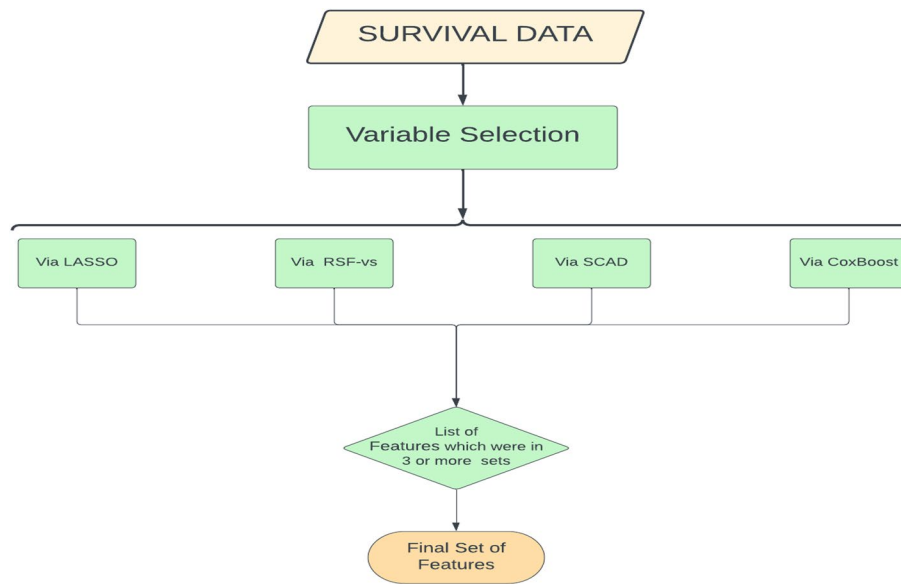 SURVIVAL DATA
Variable Selection
Via LASSO
Via RSF-vs
Via SCAD
Via CoxBoost
List of
Features which were in
3 or more sets
Final Set of
Features